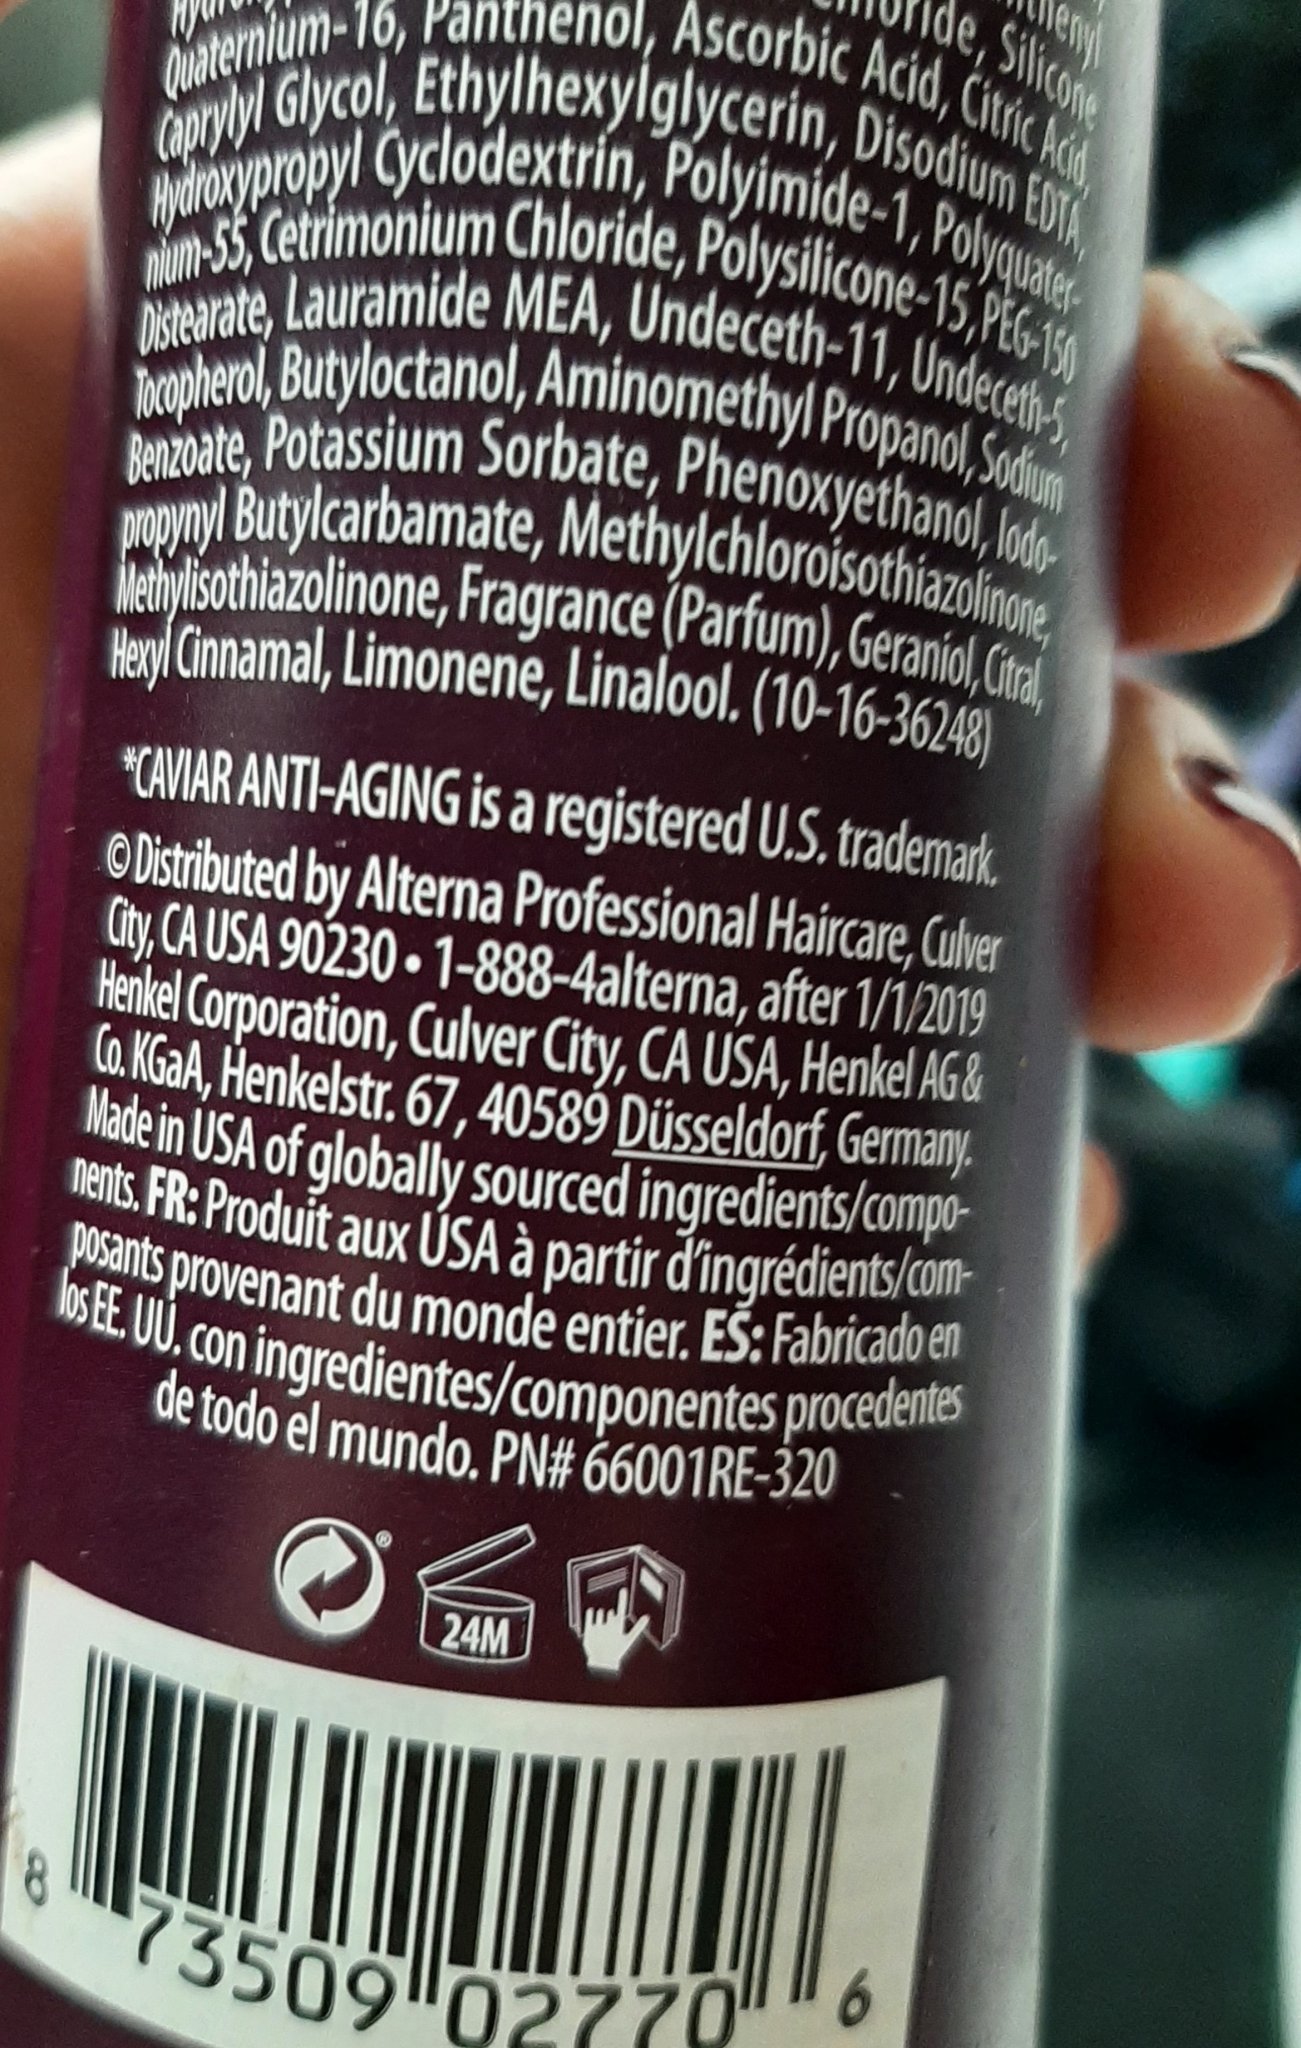 Quaternium-16, Panthenol, Ascorbic Acid, Citric Acid,
Caprylyl Glycol, Ethylhexylglycerin, Disodium EDTA,
Hydroxypropyl Cyclodextrin, Polyimide-1, Polyquater-
nium-55, Cetrimonium Chloride, Polysilicone-15, PEG-150
Distearate, Lauramide MEA, Undeceth-11, Undeceth-5,
Tocopherol, Butyloctanol, Aminomethyl Propanol, Sodium
Benzoate, Potassium Sorbate, Phenoxyethanol, Iodo-
propynyl Butylcarbamate, Methylchloroisothiazolinone,
Methylisothiazolinone, Fragrance (Parfum), Geraniol, Citral,
Hexyl Cinnamal, Limonene, Linalool. (10-16-36248)
*CAVIAR ANTI-AGING is a registered U.S. trademark.
© Distributed by Alterna Professional Haircare, Culver
City, CA USA 90230 • 1-888-4alterna, after 1/1/2019
Henkel Corporation, Culver City, CA USA, Henkel AG &
Co. KGaA, Henkelstr. 67, 40589 Düsseldorf, Germany.
Made in USA of globally sourced ingredients/compo-
nents. FR: Produit aux USA à partir d'ingrédients/com-
posants provenant du monde entier. ES: Fabricado en
los EE. UU. con ingredientes/componentes procedentes
de todo el mundo. PN# 66001RE-320
® 24M
8 73509 02770 6